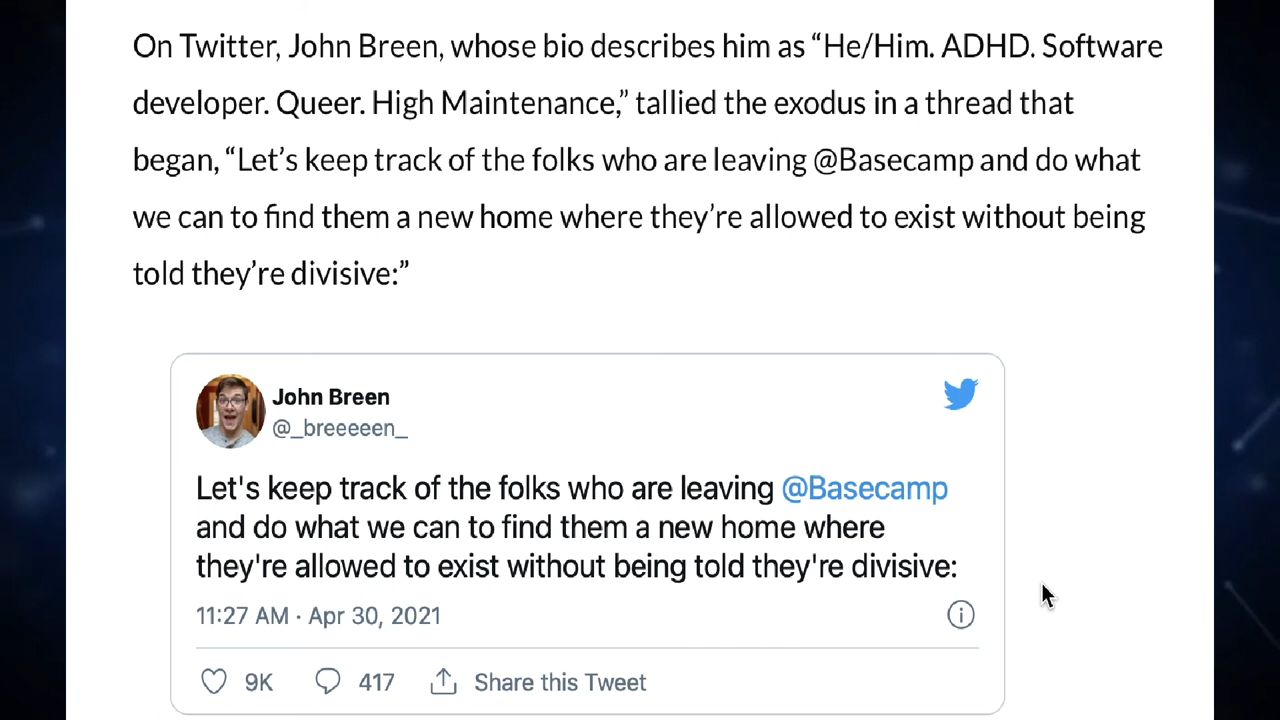 On Twitter, John Breen, whose bio describes him as “He/Him. ADHD. Software
developer. Queer. High Maintenance,” tallied the exodus in a thread that
began, “Let’s keep track of the folks who are leaving @Basecamp and do what
we can to find them a new home where they’re allowed to exist without being
told they’re divisive:”
John Breen
@_breeeeen_
Let's keep track of the folks who are leaving @Basecamp
and do what we can to find them a new home where
they're allowed to exist without being told they're divisive:
11:27 AM · Apr 30, 2021
9K 417 Share this Tweet